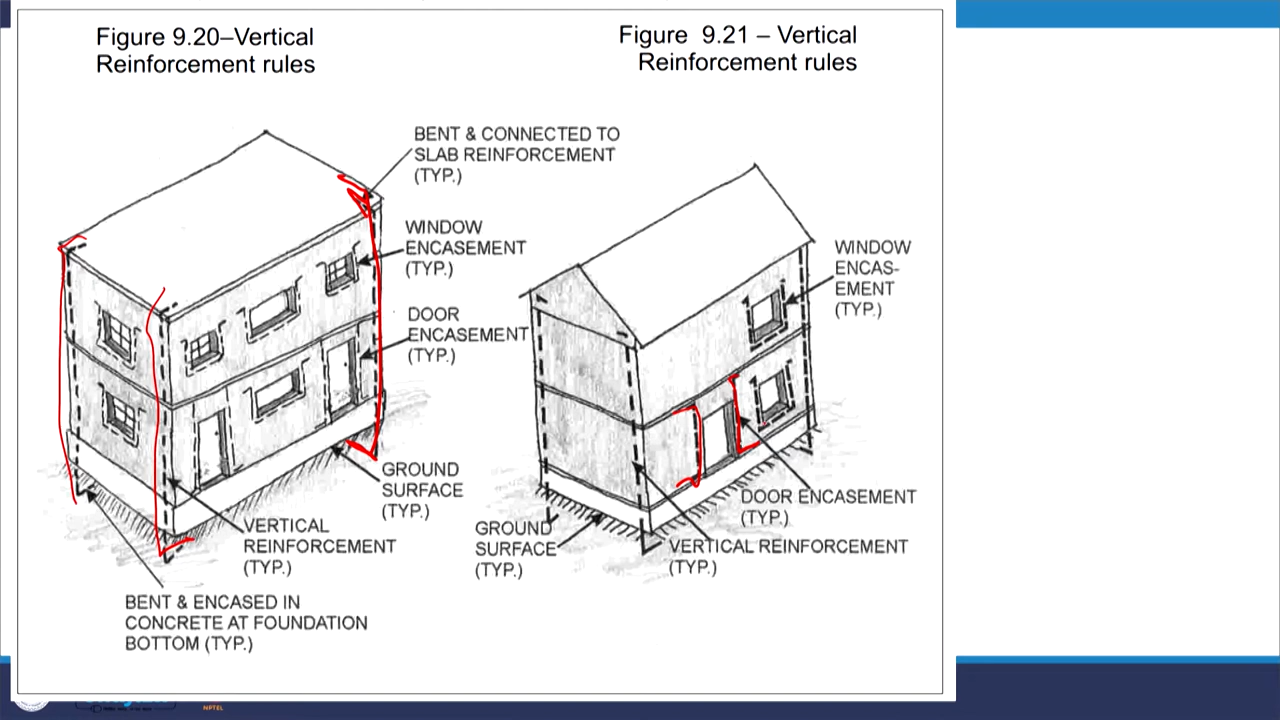 Figure 9.20–Vertical
Reinforcement rules
Figure 9.21 – Vertical
Reinforcement rules
BENT & CONNECTED TO
SLAB REINFORCEMENT
(TYP.)
WINDOW
ENCASEMENT
(TYP.)
DOOR
ENCASEMENT
(TYP.)
GROUND
SURFACE
(TYP.)
VERTICAL
REINFORCEMENT
(TYP.)
BENT & ENCASED IN
CONCRETE AT FOUNDATION
BOTTOM (TYP.)
WINDOW
ENCAS-
EMENT
(TYP.)
DOOR ENCASEMENT
(TYP.)
GROUND
SURFACE
(TYP.)
VERTICAL REINFORCEMENT
(TYP.)
NPTEL